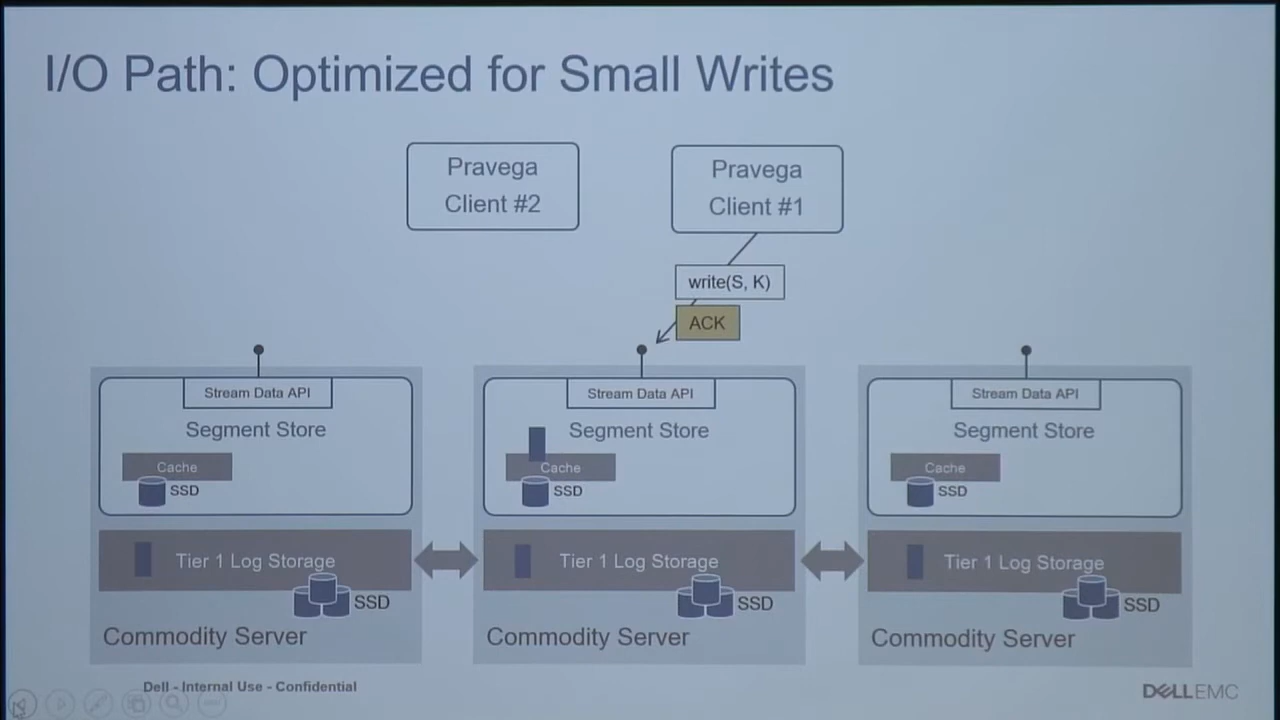 I/O Path: Optimized for Small Writes
Pravega
Client #2
Pravega
Client #1
write(S, K)
ACK
Stream Data API
Segment Store
Cache
SSD
Tier 1 Log Storage
SSD
Commodity Server
Stream Data API
Segment Store
Cache
SSD
Tier 1 Log Storage
SSD
Commodity Server
Stream Data API
Segment Store
Cache
SSD
Tier 1 Log Storage
SSD
Commodity Server
Dell - Internal Use - Confidential
DELLEMC